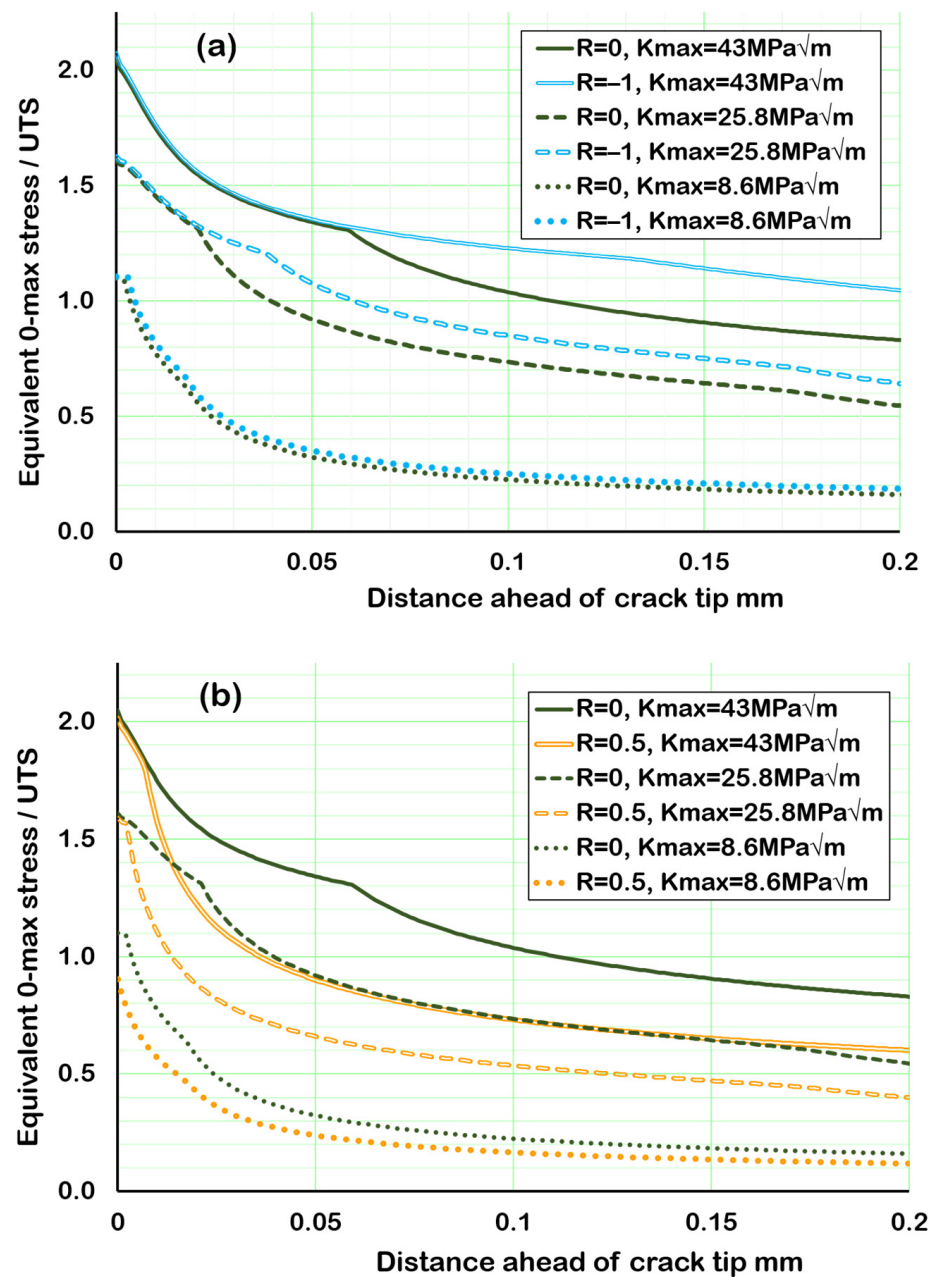 (a)
Equivalent 0-max stress / UTS
2.0
1.5
1.0
0.5
0.0
R=0, Kmax=43MPa√m
R=–1, Kmax=43MPa√m
R=0, Kmax=25.8MPa√m
R=–1, Kmax=25.8MPa√m
R=0, Kmax=8.6MPa√m
R=–1, Kmax=8.6MPa√m
0 0.05 0.1 0.15 0.2
Distance ahead of crack tip mm
(b)
Equivalent 0-max stress / UTS
2.0
1.5
1.0
0.5
0.0
R=0, Kmax=43MPa√m
R=0.5, Kmax=43MPa√m
R=0, Kmax=25.8MPa√m
R=0.5, Kmax=25.8MPa√m
R=0, Kmax=8.6MPa√m
R=0.5, Kmax=8.6MPa√m
0 0.05 0.1 0.15 0.2
Distance ahead of crack tip mm